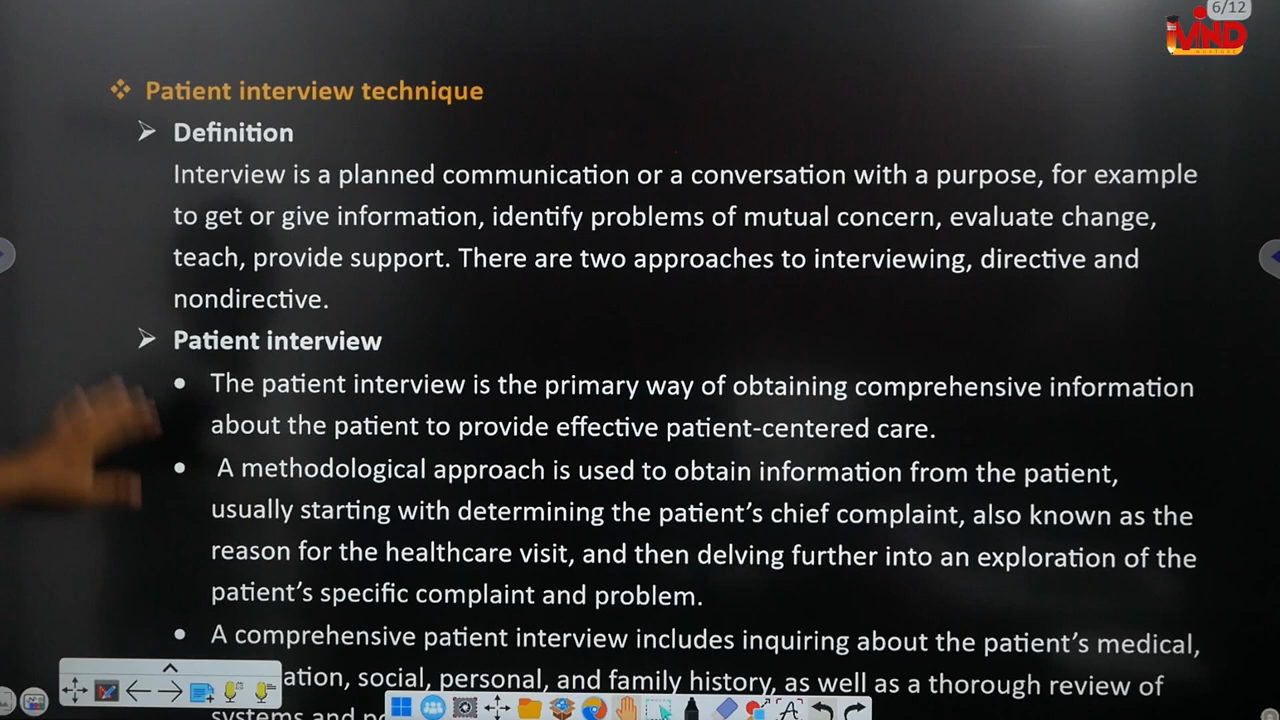 6/12
MIND
NURTURE
❖ Patient interview technique
➢ Definition
Interview is a planned communication or a conversation with a purpose, for example
to get or give information, identify problems of mutual concern, evaluate change,
teach, provide support. There are two approaches to interviewing, directive and
nondirective.
➢ Patient interview
• The patient interview is the primary way of obtaining comprehensive information
about the patient to provide effective patient-centered care.
• A methodological approach is used to obtain information from the patient,
usually starting with determining the patient’s chief complaint, also known as the
reason for the healthcare visit, and then delving further into an exploration of the
patient’s specific complaint and problem.
• A comprehensive patient interview includes inquiring about the patient’s medical,
social, personal, and family history, as well as a thorough review of
systems and